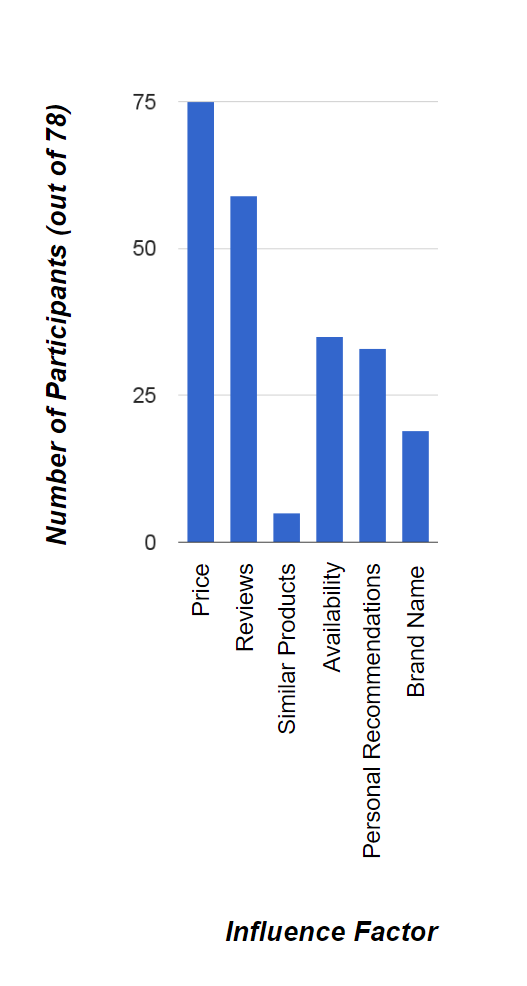 Number of Participants (out of 78)
75
50
25
0
Price
Reviews
Similar Products
Availability
Personal Recommendations
Brand Name
Influence Factor